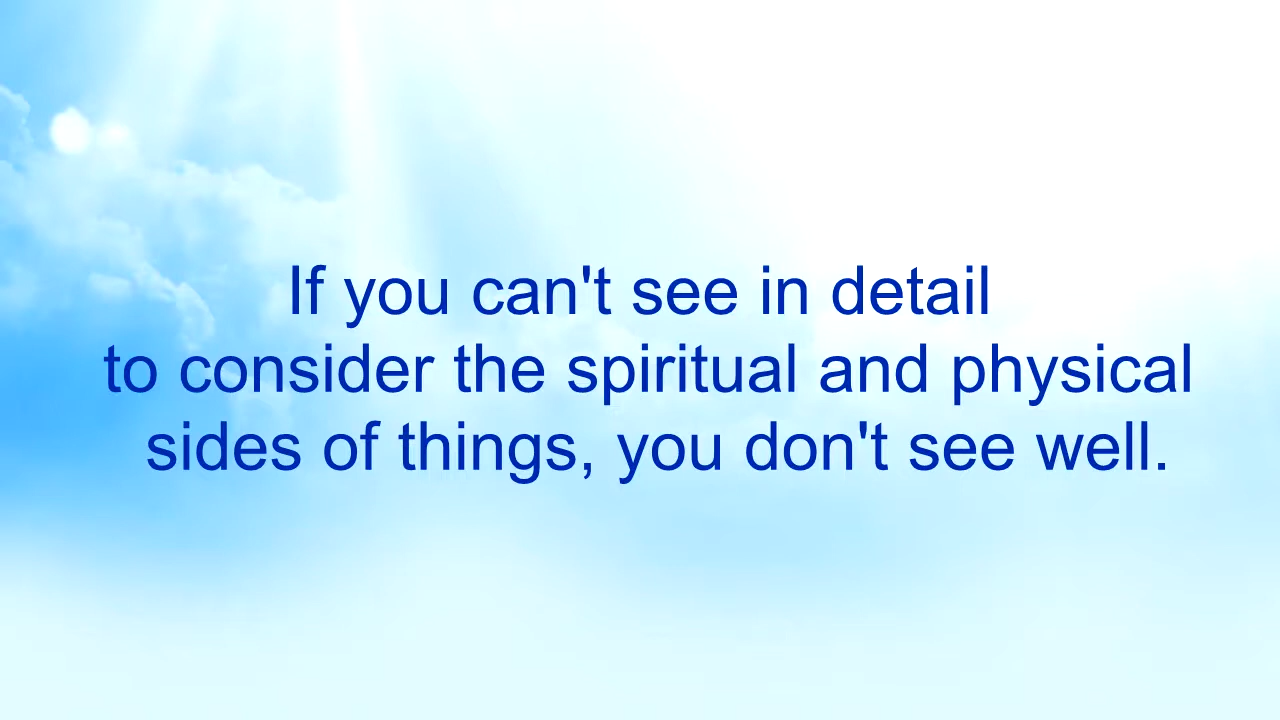 If you can't see in detail
to consider the spiritual and physical
sides of things, you don't see well.